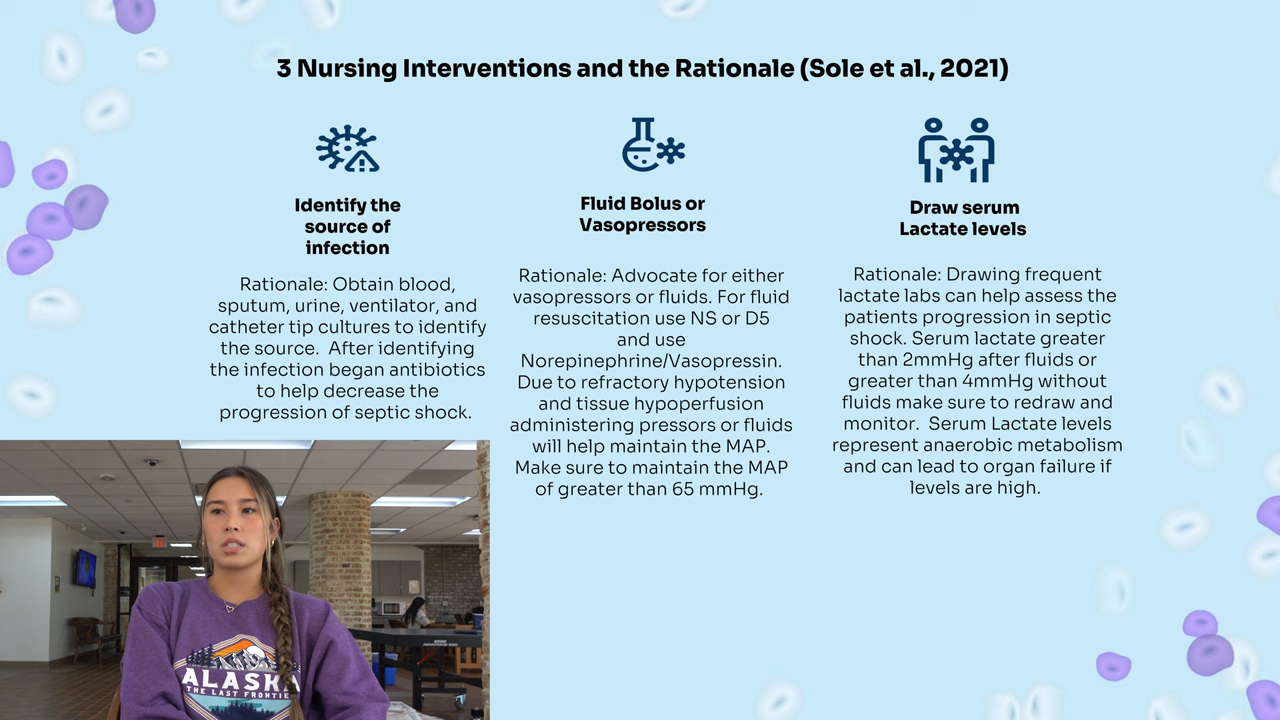 3 Nursing Interventions and the Rationale (Sole et al., 2021)
Identify the
source of
infection
Rationale: Obtain blood,
sputum, urine, ventilator, and
catheter tip cultures to identify
the source. After identifying
the infection began antibiotics
to help decrease the
progression of septic shock.
Fluid Bolus or
Vasopressors
Rationale: Advocate for either
vasopressors or fluids. For fluid
resuscitation use NS or D5
and use
Norepinephrine/Vasopressin.
Due to refractory hypotension
and tissue hypoperfusion
administering pressors or fluids
will help maintain the MAP.
Make sure to maintain the MAP
of greater than 65 mmHg.
Draw serum
Lactate levels
Rationale: Drawing frequent
lactate labs can help assess the
patients progression in septic
shock. Serum lactate greater
than 2mmHg after fluids or
greater than 4mmHg without
fluids make sure to redraw and
monitor. Serum Lactate levels
represent anaerobic metabolism
and can lead to organ failure if
levels are high.
ALASKA
THE LAST FRONTIE